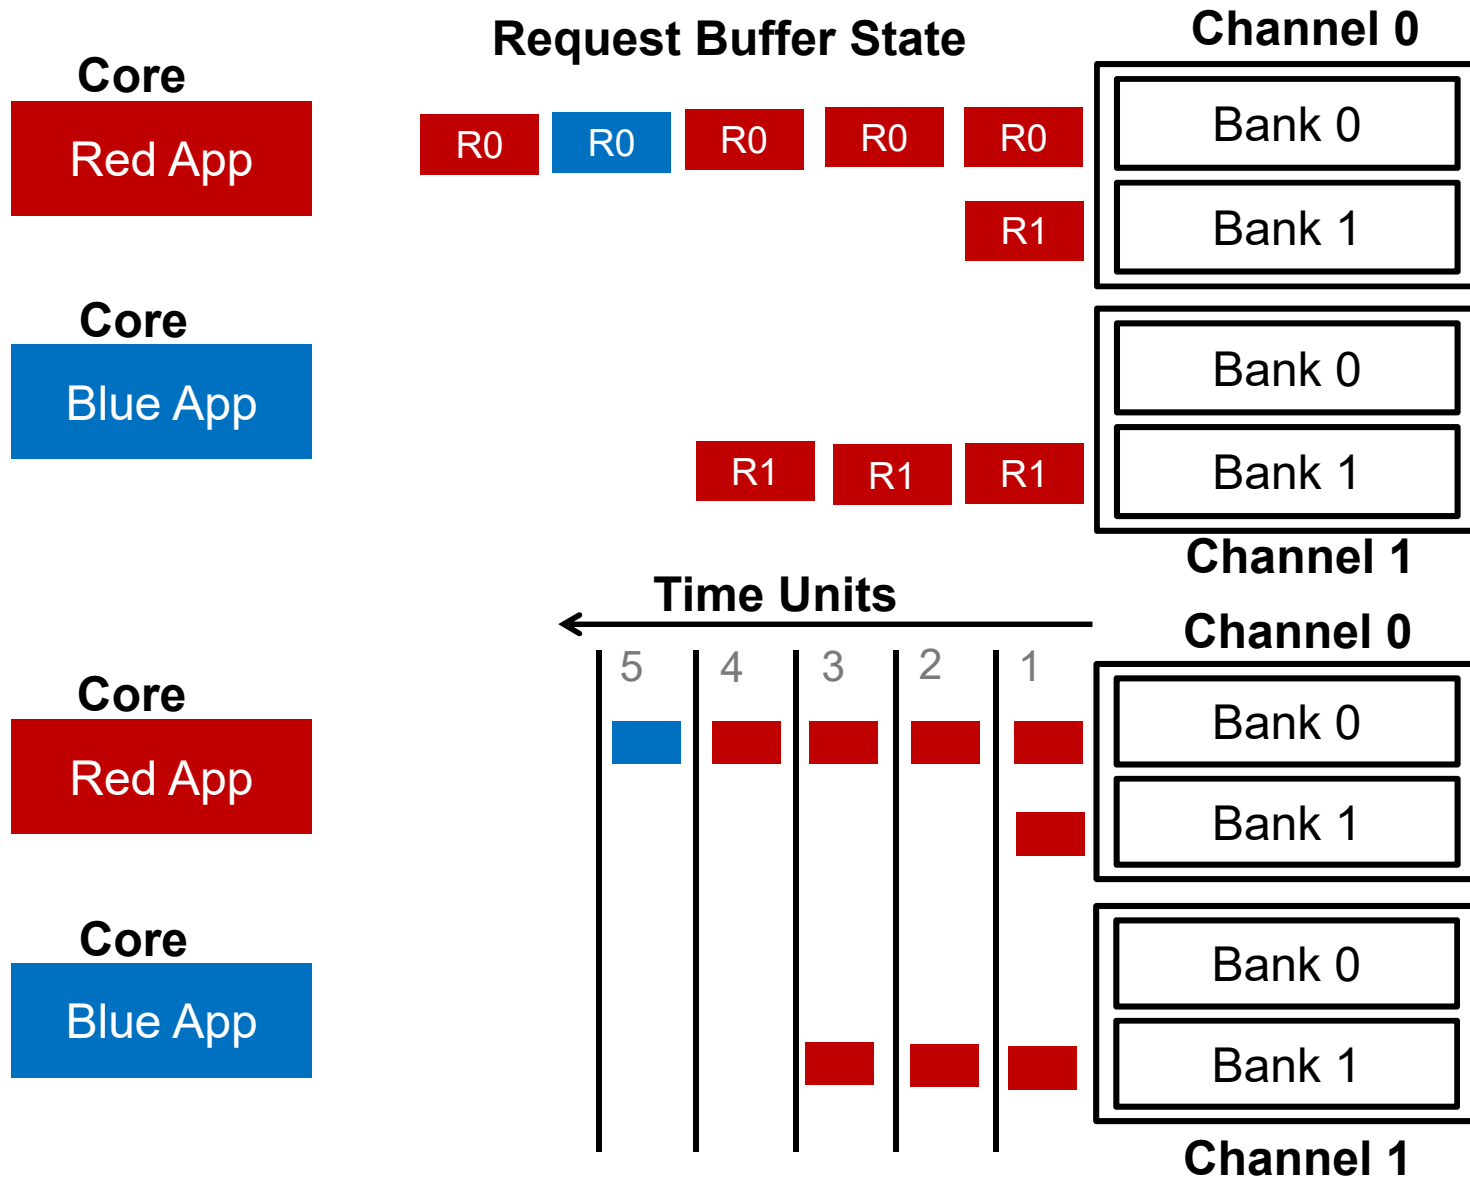 Request Buffer State
Channel 0
Core
Red App
R0 R0 R0 R0 R0
Bank 0
R1
Bank 1
Core
Blue App
Bank 0
R1 R1 R1
Bank 1
Channel 1
Time Units
Channel 0
5 4 3 2 1
Core
Red App
Bank 0
Bank 1
Core
Blue App
Bank 0
Bank 1
Channel 1